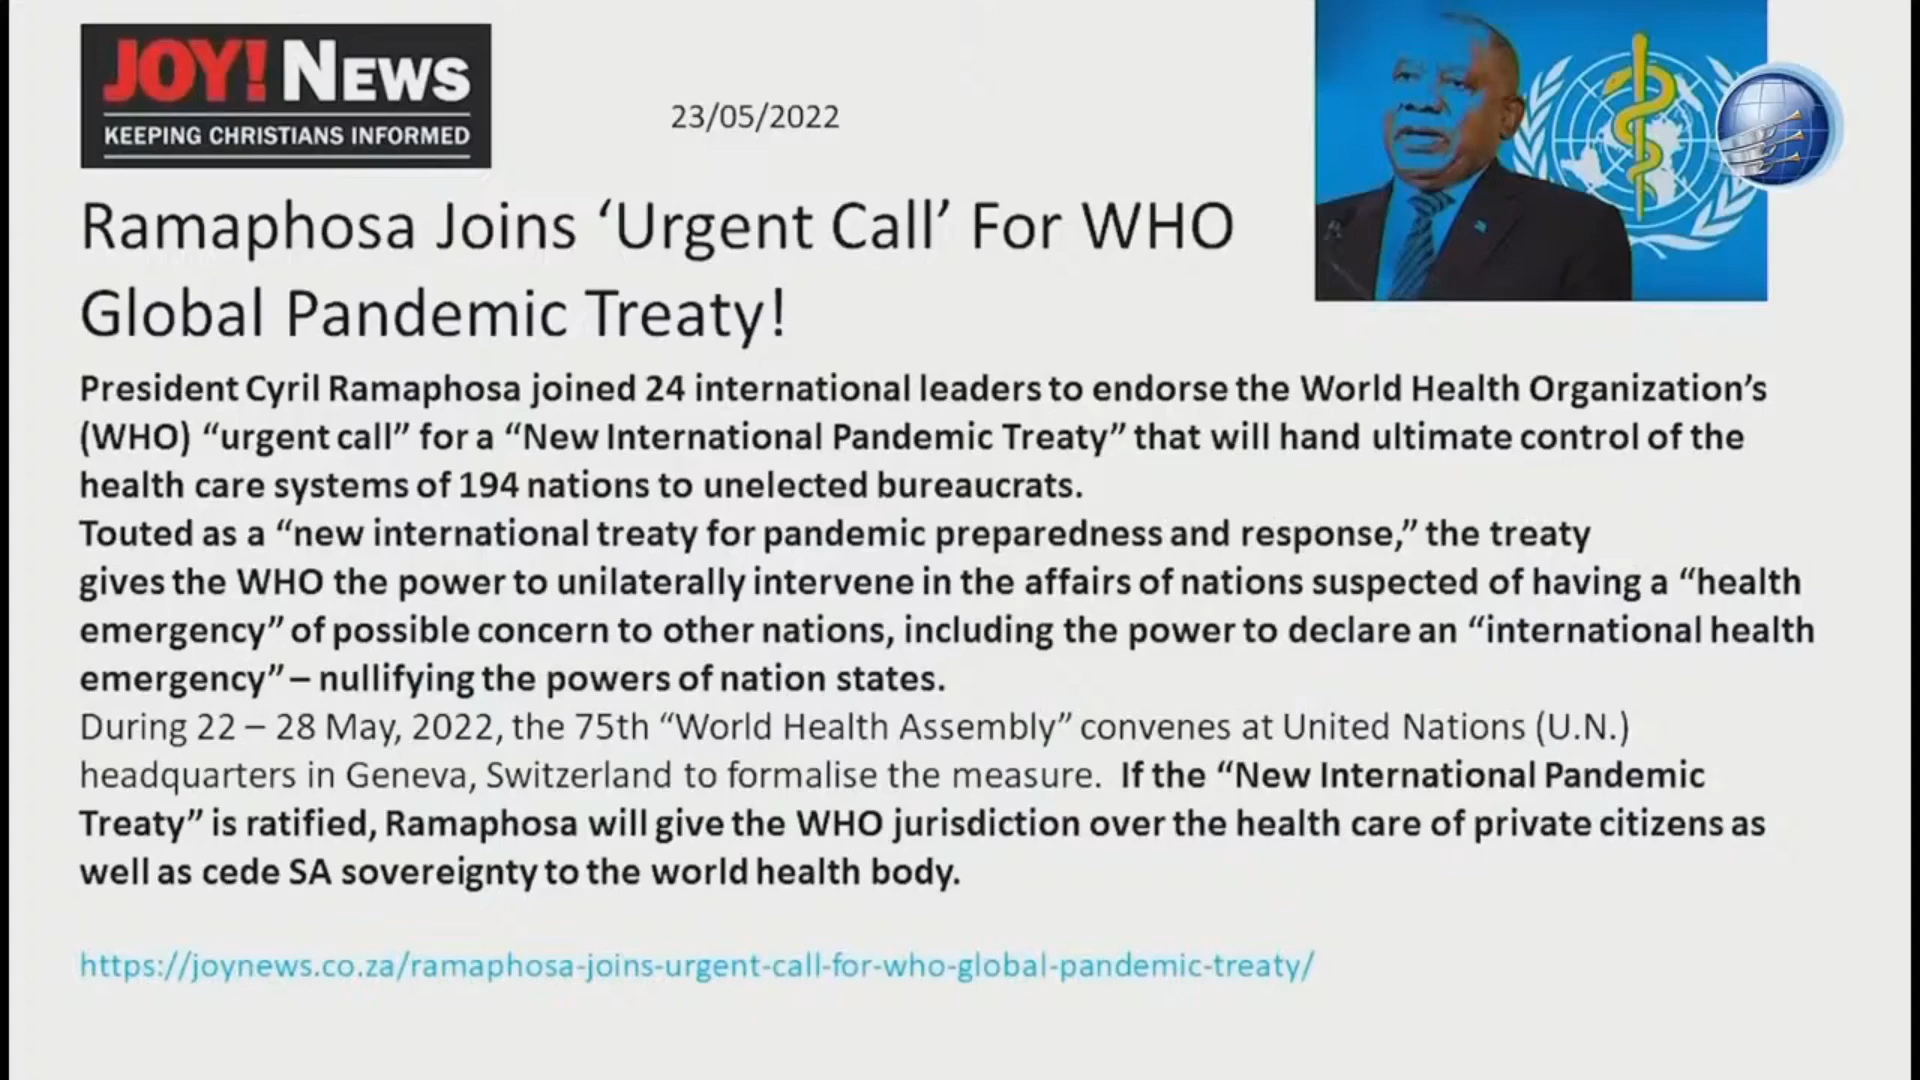 JOY! NEWS
KEEPING CHRISTIANS INFORMED
23/05/2022
Ramaphosa Joins ‘Urgent Call’ For WHO
Global Pandemic Treaty!
President Cyril Ramaphosa joined 24 international leaders to endorse the World Health Organization’s
(WHO) “urgent call” for a “New International Pandemic Treaty” that will hand ultimate control of the
health care systems of 194 nations to unelected bureaucrats.
Touted as a “new international treaty for pandemic preparedness and response,” the treaty
gives the WHO the power to unilaterally intervene in the affairs of nations suspected of having a “health
emergency” of possible concern to other nations, including the power to declare an “international health
emergency” – nullifying the powers of nation states.
During 22 – 28 May, 2022, the 75th “World Health Assembly” convenes at United Nations (U.N.)
headquarters in Geneva, Switzerland to formalise the measure. If the “New International Pandemic
Treaty” is ratified, Ramaphosa will give the WHO jurisdiction over the health care of private citizens as
well as cede SA sovereignty to the world health body.
https://joynews.co.za/ramaphosa-joins-urgent-call-for-who-global-pandemic-treaty/